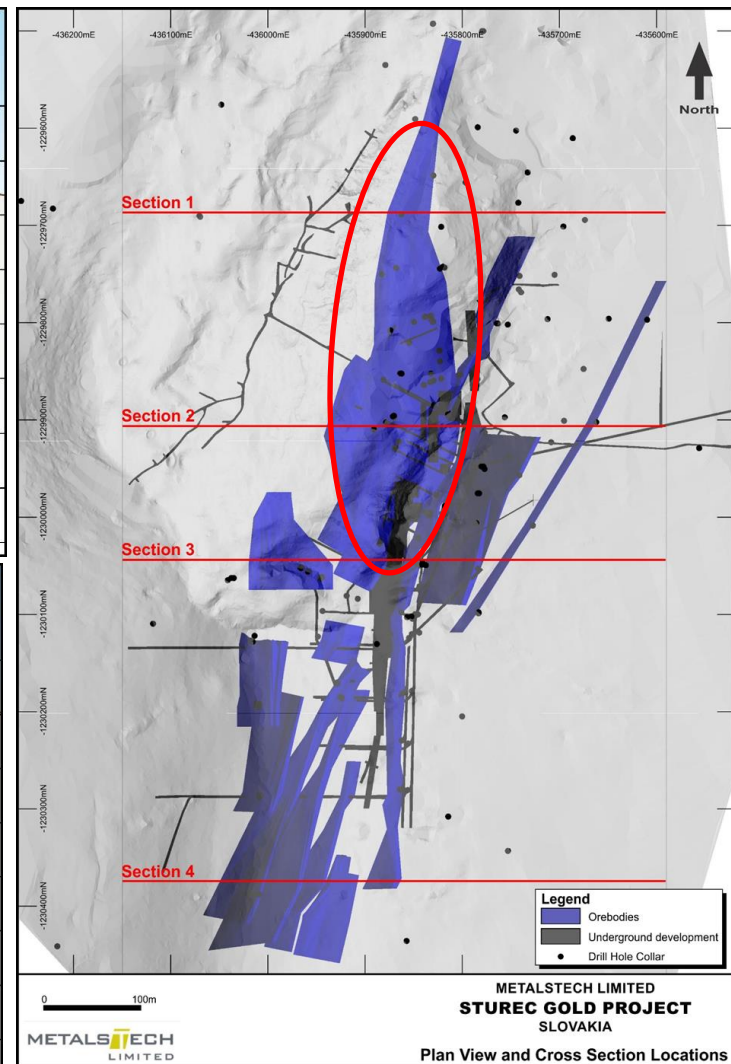 -436200mE -436100mE -436000mE -435900mE -435800mE -435700mE -435600mE
North
-1229600mN
Section 1
-1229700mN
-1229800mN
Section 2
-1229900mN
-1230000mN
Section 3
-1230100mN
-1230200mN
-1230300mN
Section 4
-1230400mN
Legend
Orebodies
Underground development
Drill Hole Collar
0 100m
METALSTECH
LIMITED
METALSTECH LIMITED
STUREC GOLD PROJECT
SLOVAKIA
Plan View and Cross Section Locations